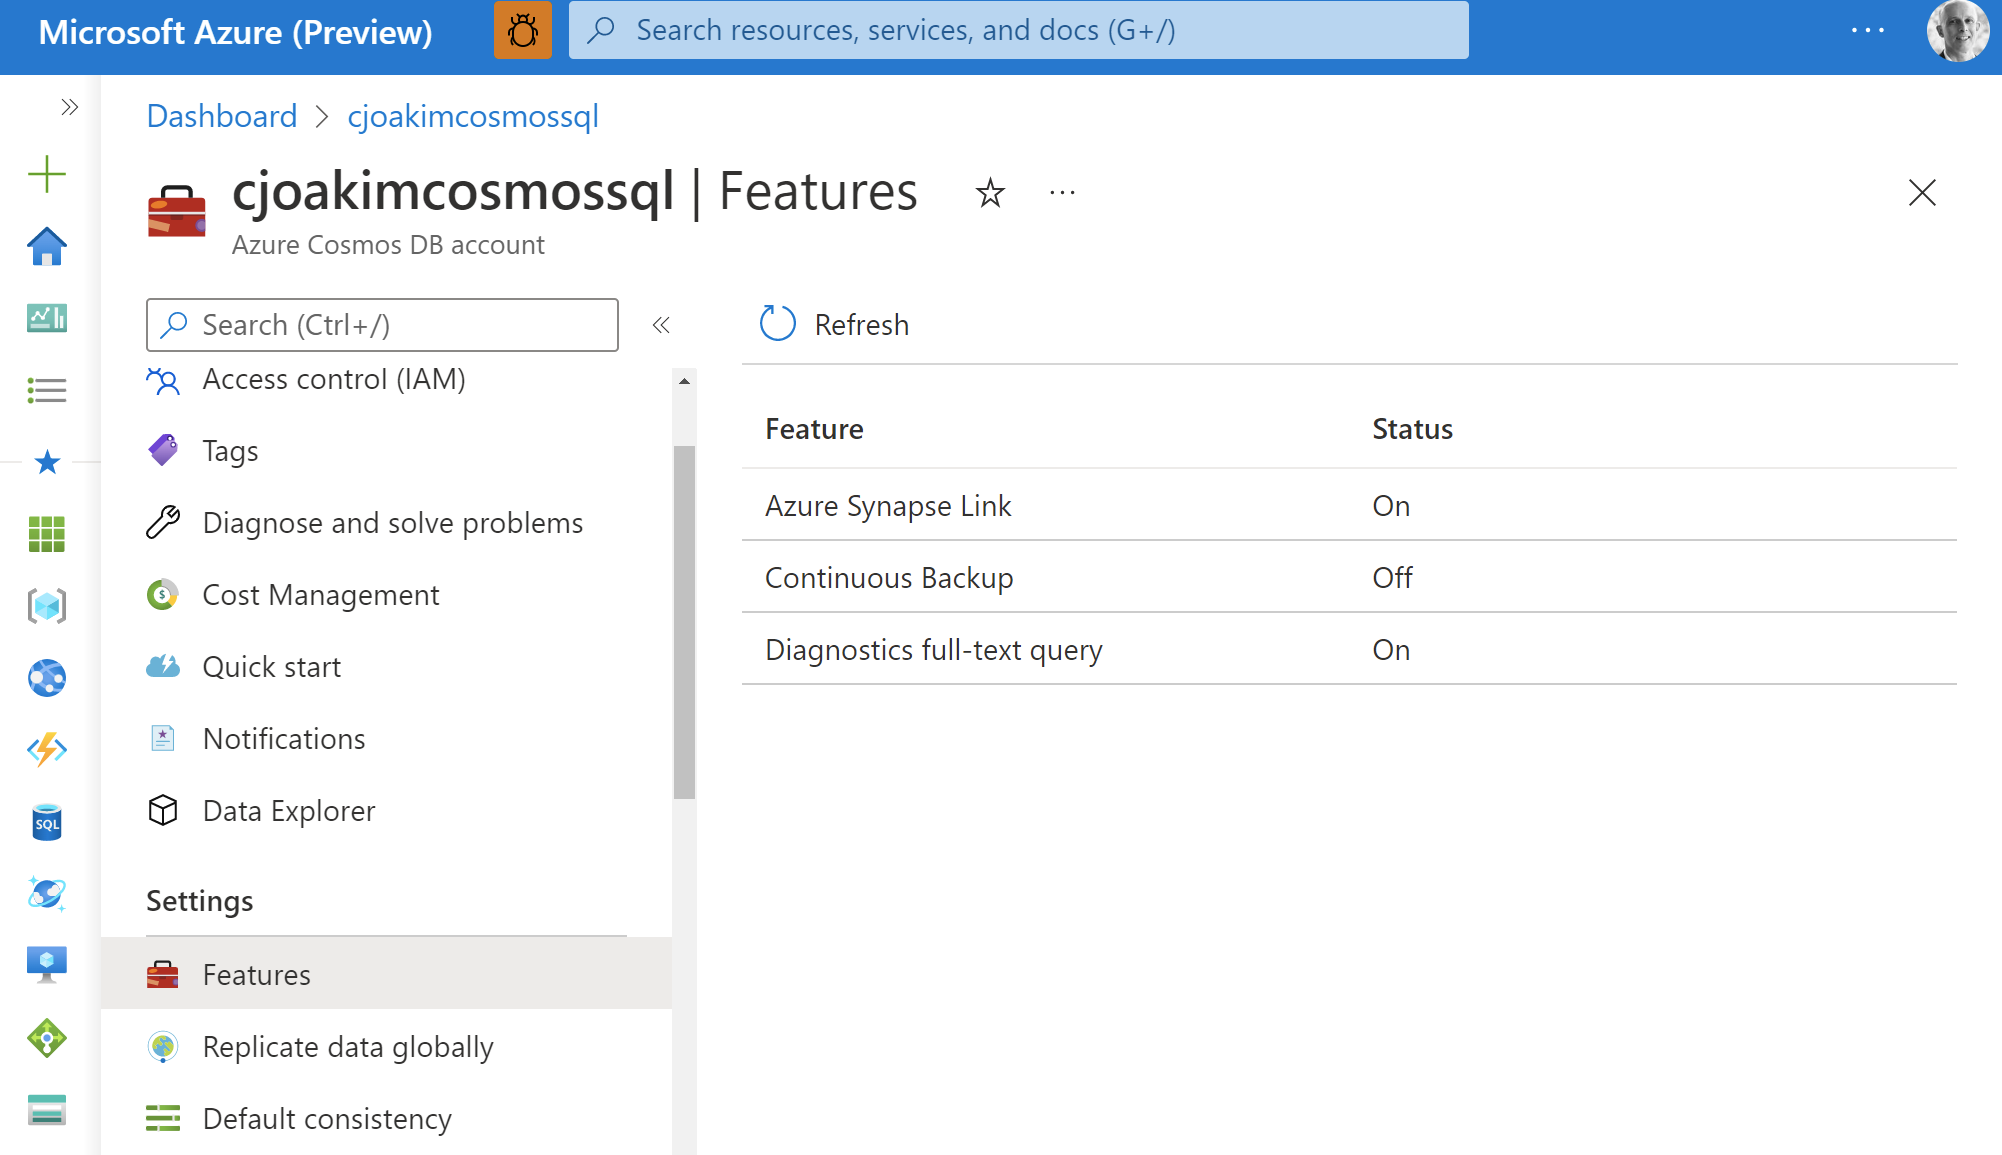 Microsoft Azure (Preview)
Search resources, services, and docs (G+/)
Dashboard > cjoakimcosmossql
cjoakimcosmossql | Features
Azure Cosmos DB account
Search (Ctrl+/)
Access control (IAM)
Tags
Diagnose and solve problems
Cost Management
Quick start
Notifications
Data Explorer
Settings
Features
Replicate data globally
Default consistency
SQL
Refresh
Feature Status
Azure Synapse Link On
Continuous Backup Off
Diagnostics full-text query On